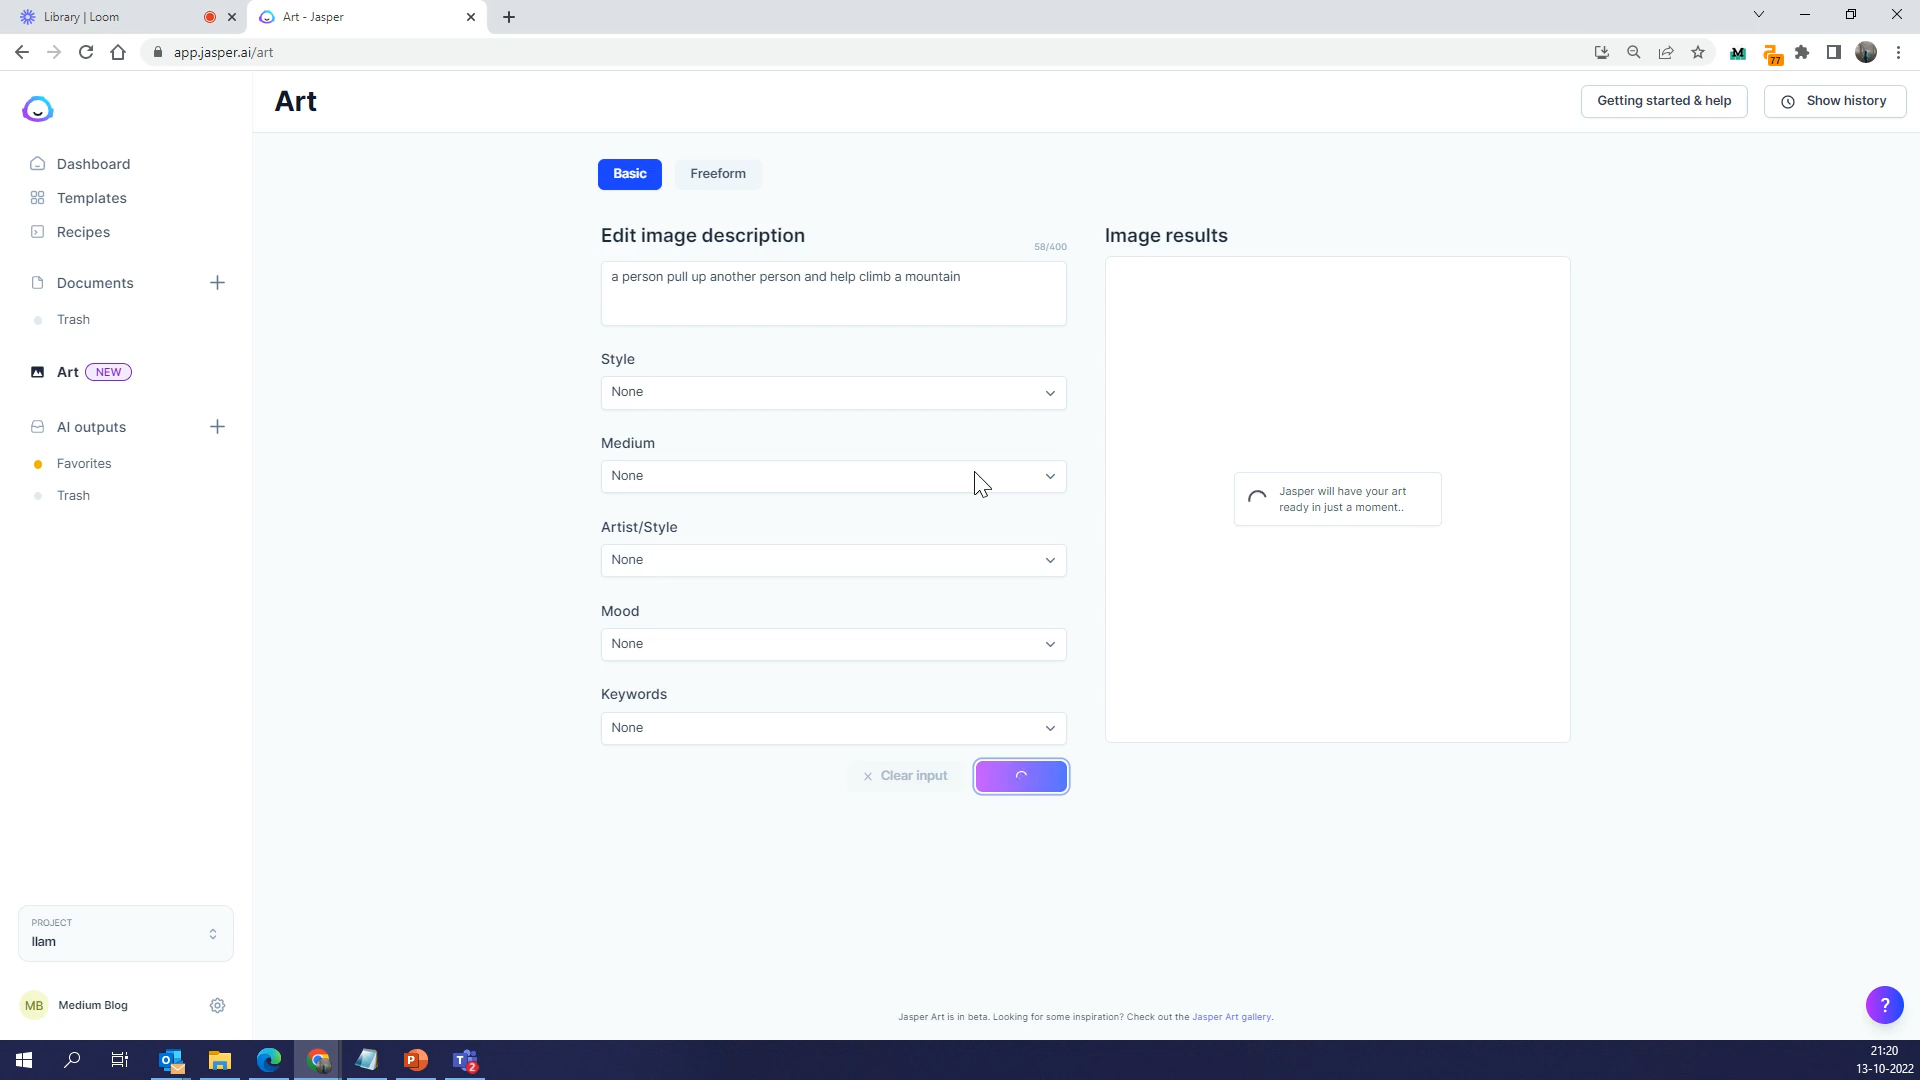 Library | Loom
Art - Jasper
app.jasper.ai/art
77
Art
Getting started & help
Show history
Dashboard
Templates
Recipes
Documents
Trash
Art NEW
AI outputs
Favorites
Trash
Basic
Freeform
Edit image description
58/400
a person pull up another person and help climb a mountain
Style
None
Medium
None
Artist/Style
None
Mood
None
Keywords
None
Clear input
Image results
Jasper will have your art
ready in just a moment..
PROJECT
Ilam
MB
Medium Blog
Jasper Art is in beta. Looking for some inspiration? Check out the Jasper Art gallery.
?
2
21:20
13-10-2022